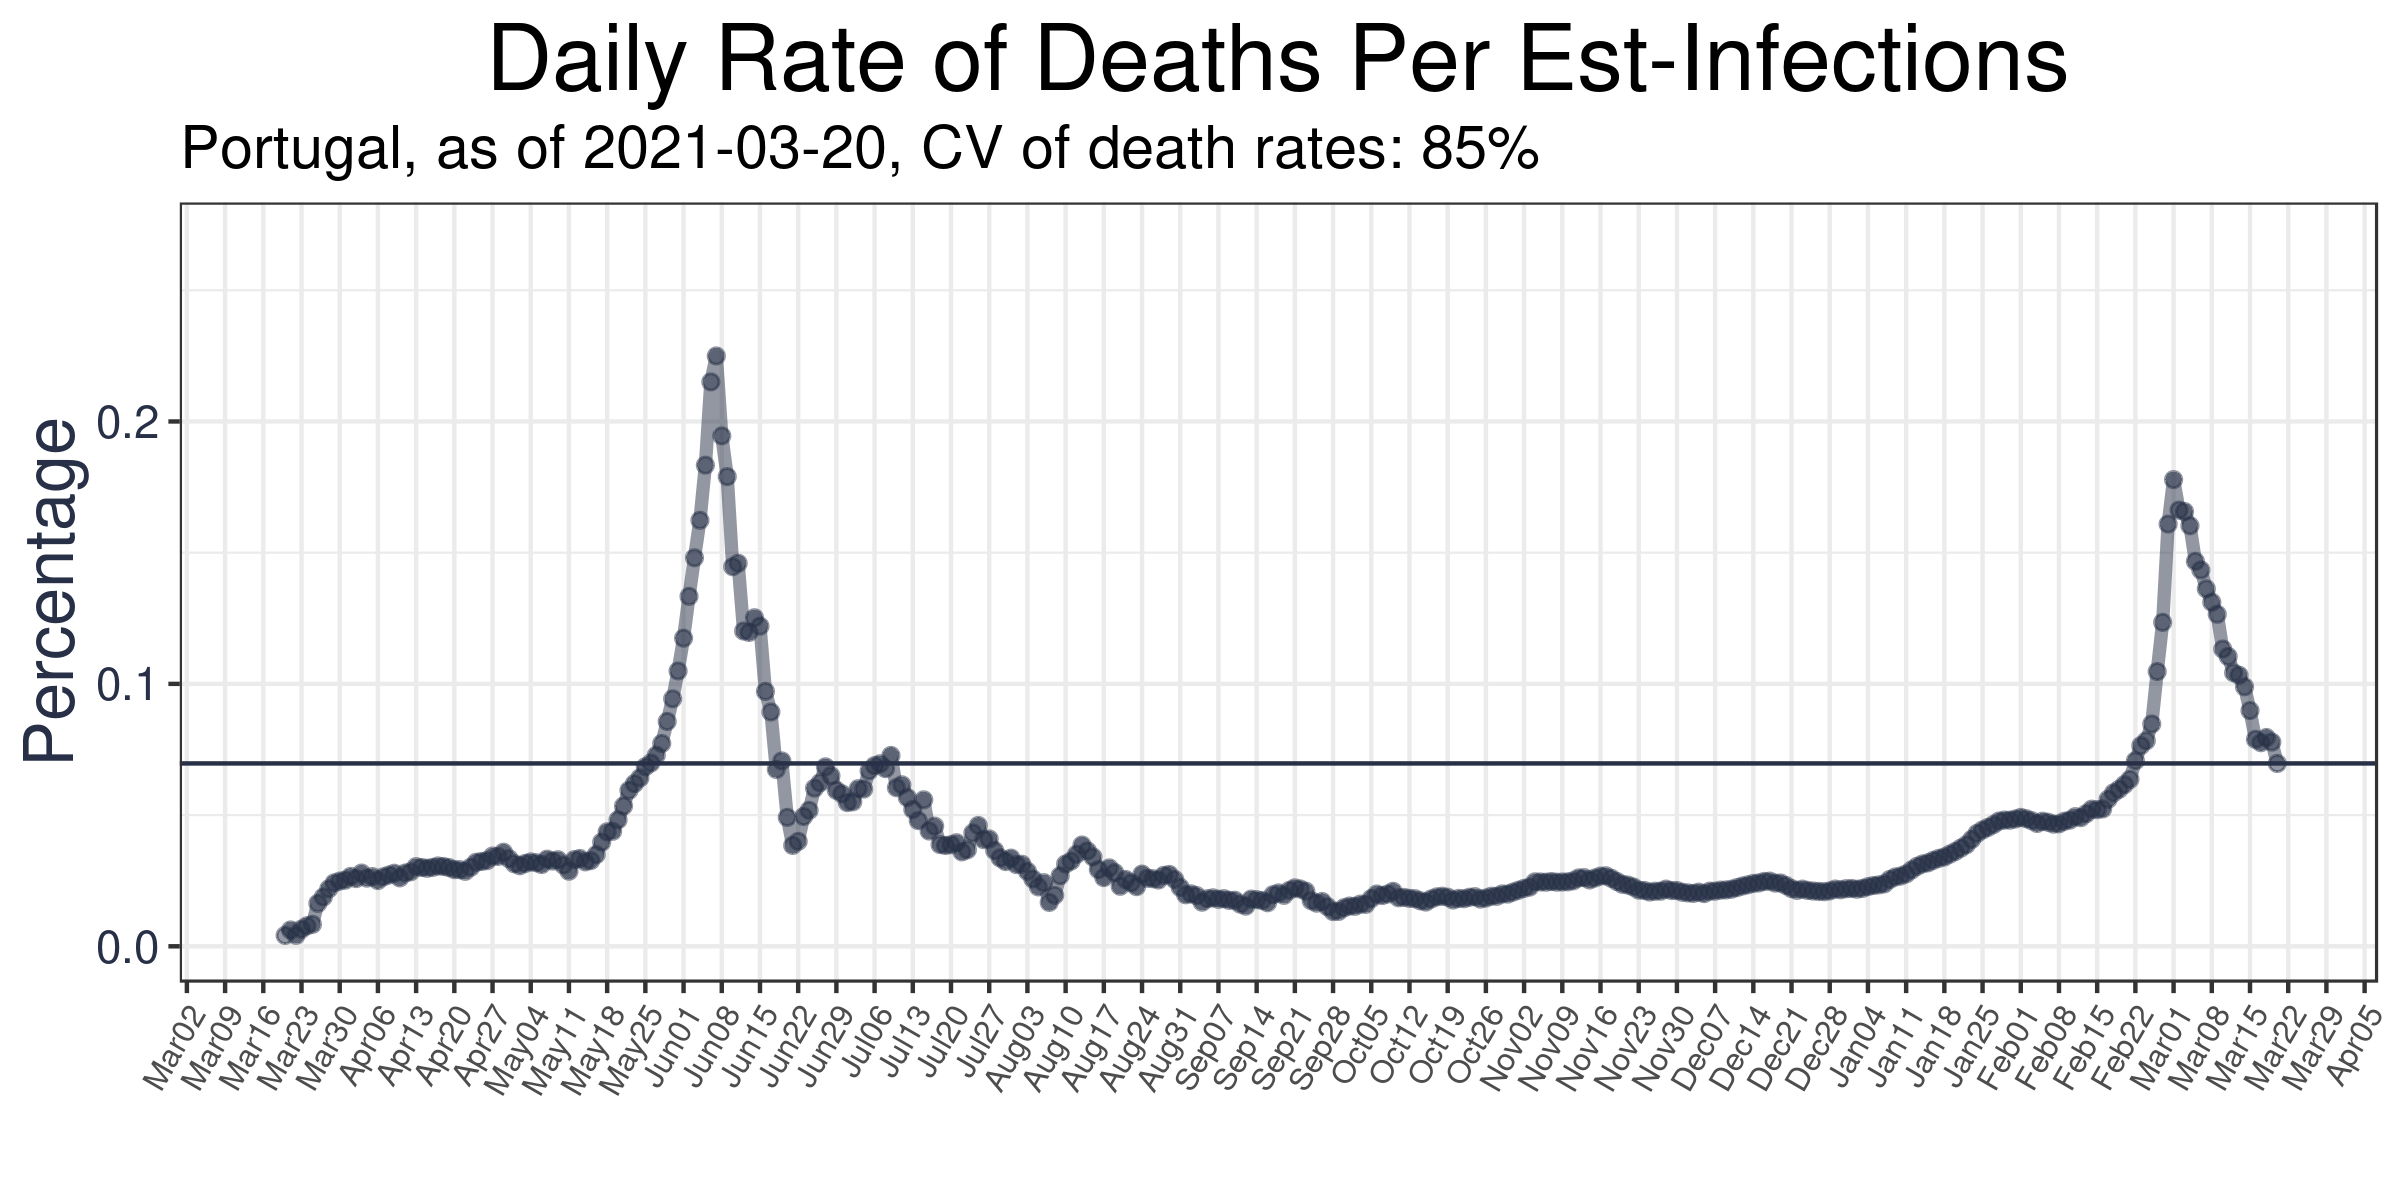 Daily Rate of Deaths Per Est-Infections
Portugal, as of 2021-03-20, CV of death rates: 85%
Percentage
0.2
0.1
0.0
Mar02
Mar09
Mar16
Mar23
Mar30
Apr06
Apr13
Apr20
Apr27
May04
May11
May18
May25
Jun01
Jun08
Jun15
Jun22
Jun29
Jul06
Jul13
Jul20
Jul27
Aug03
Aug10
Aug17
Aug24
Aug31
Sep07
Sep14
Sep21
Sep28
Oct05
Oct12
Oct19
Oct26
Nov02
Nov09
Nov16
Nov23
Nov30
Dec07
Dec14
Dec21
Dec28
Jan04
Jan11
Jan18
Jan25
Feb01
Feb08
Feb15
Feb22
Mar01
Mar08
Mar15
Mar22
Mar29
Apr05